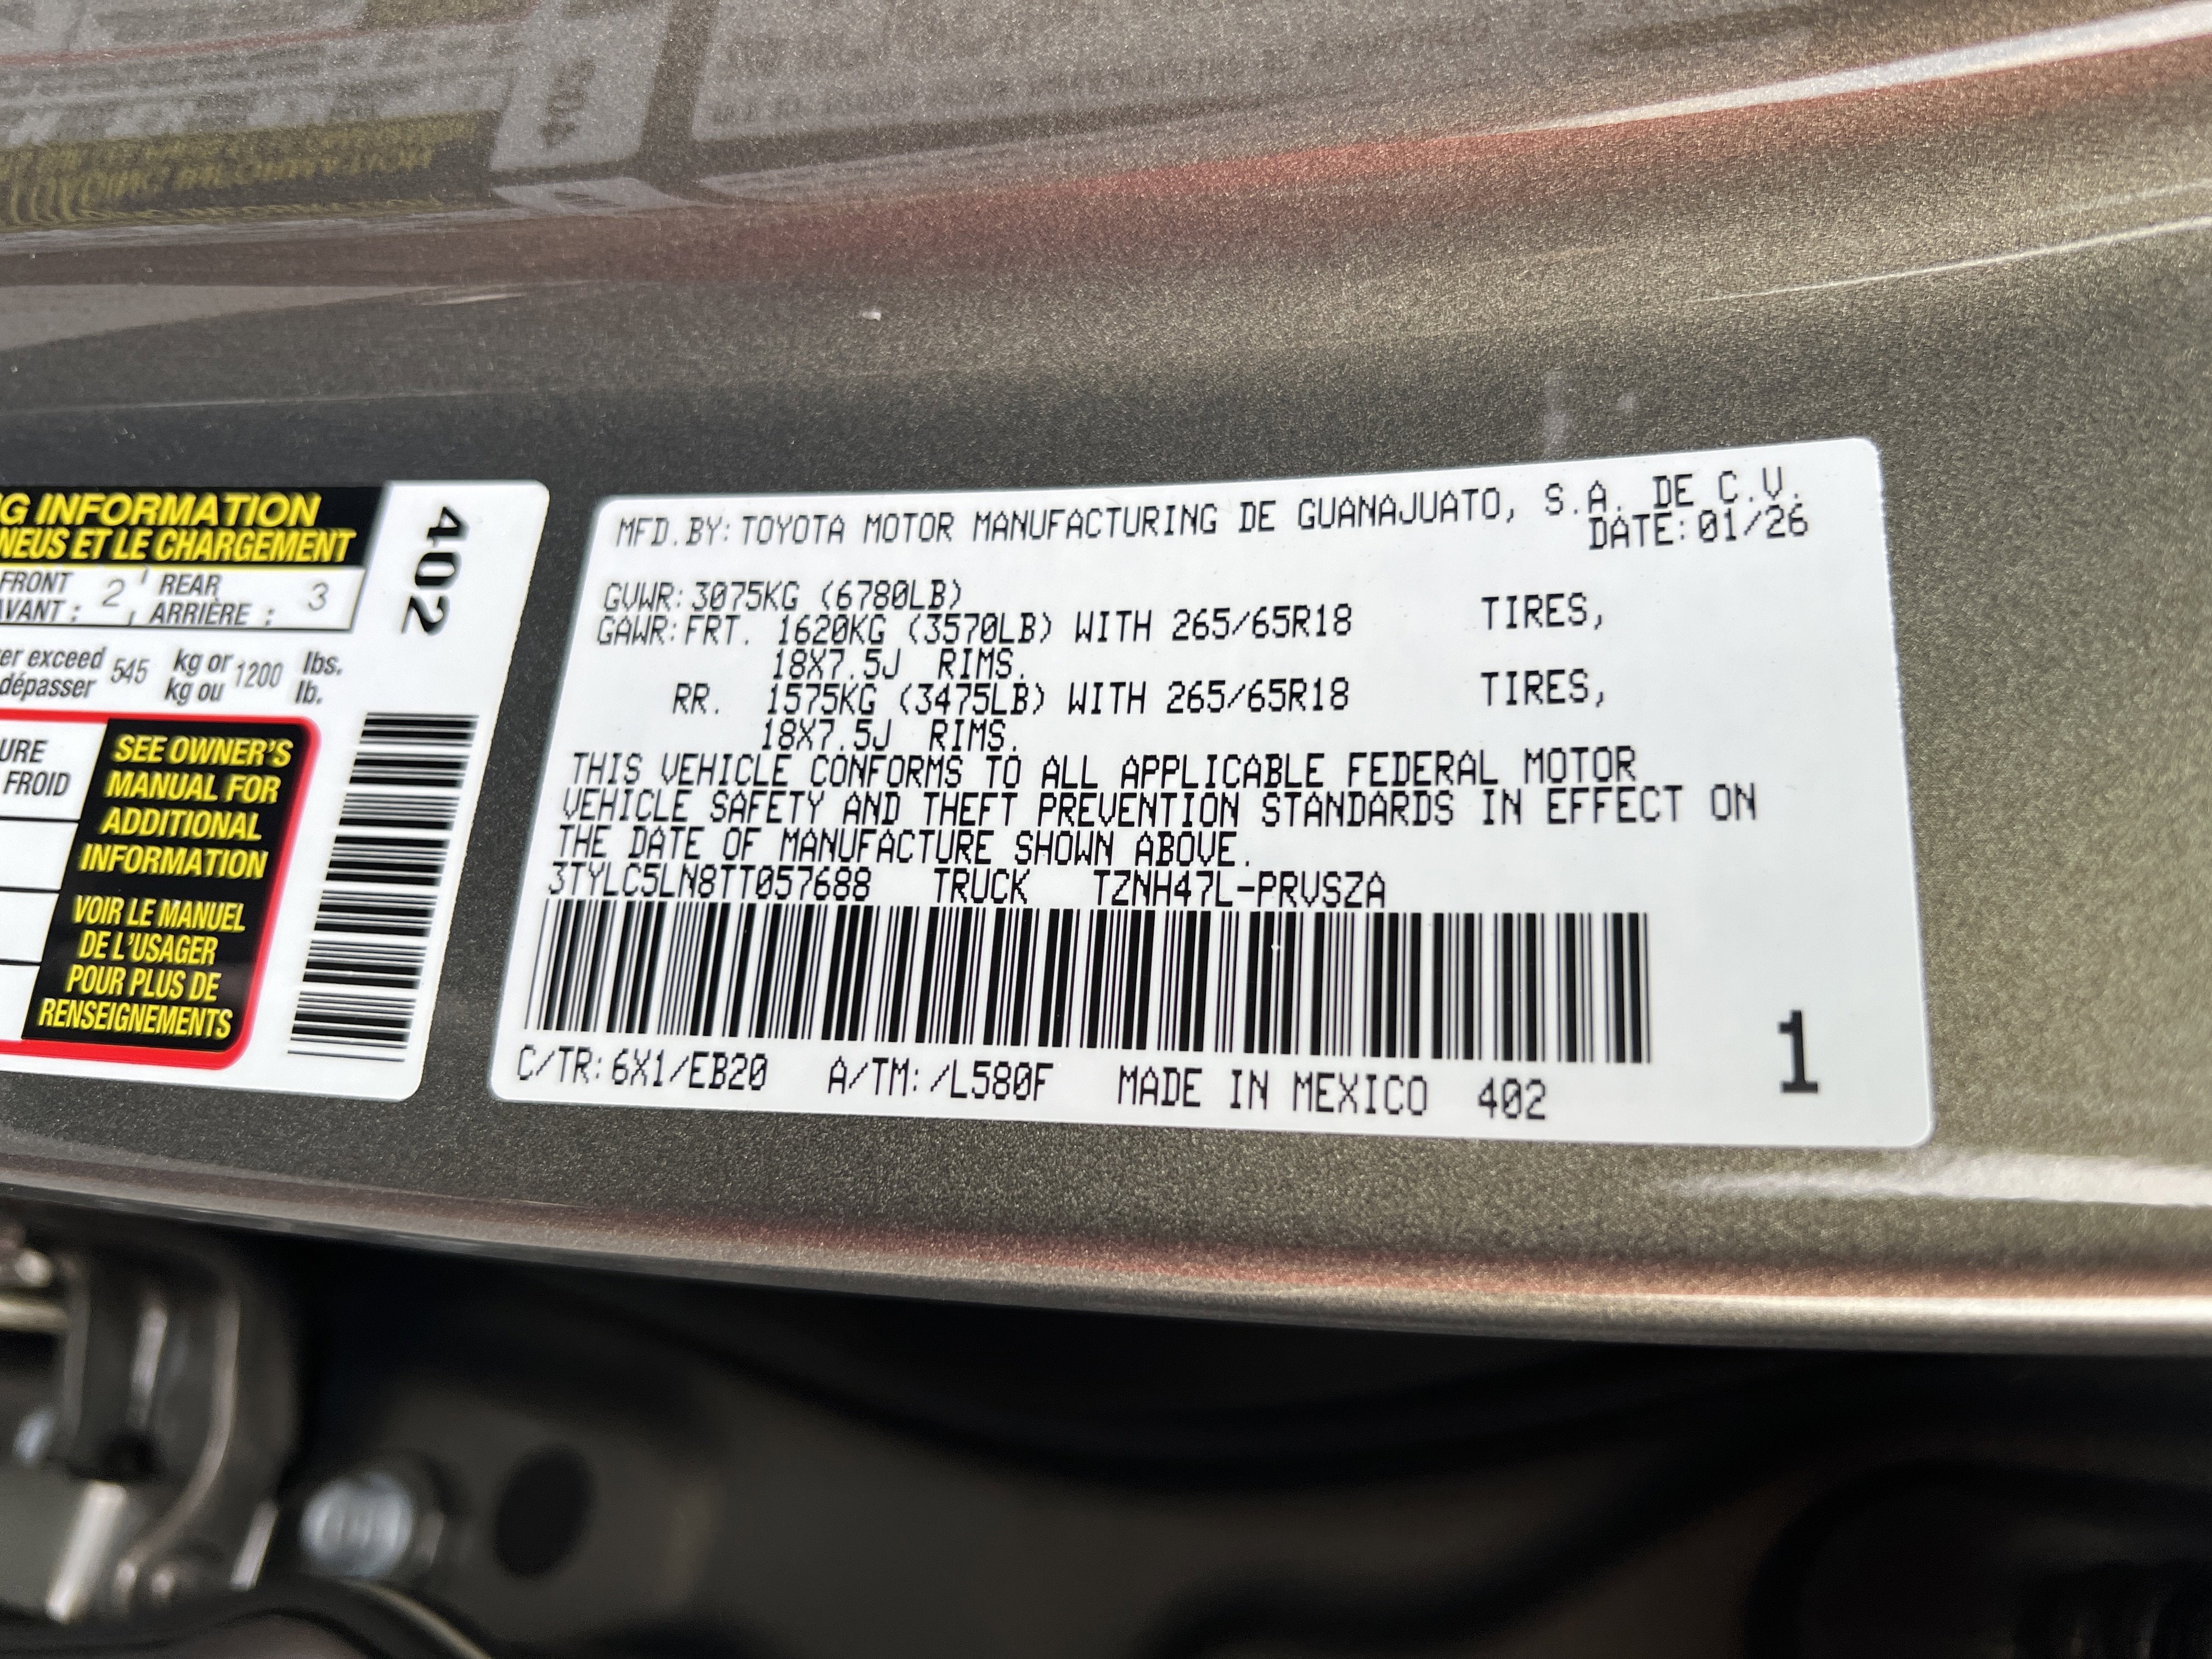 G INFORMATION
NEUS ET LE CHARGEMENT
FRONT 2 REAR 3
AVANT : ARRIÈRE :
er exceed 545 kg or 1200 lbs.
dépasser kg ou lb.
URE
FROID
SEE OWNER'S
MANUAL FOR
ADDITIONAL
INFORMATION
VOIR LE MANUEL
DE L'USAGER
POUR PLUS DE
RENSEIGNEMENTS
402
MFD.BY:TOYOTA MOTOR MANUFACTURING DE GUANAJUATO, S.A. DE C.V.
DATE:01/26
GVWR:3075KG (6780LB)
GAWR:FRT. 1620KG (3570LB) WITH 265/65R18 TIRES,
18X7.5J RIMS.
RR. 1575KG (3475LB) WITH 265/65R18 TIRES,
18X7.5J RIMS.
THIS VEHICLE CONFORMS TO ALL APPLICABLE FEDERAL MOTOR
VEHICLE SAFETY AND THEFT PREVENTION STANDARDS IN EFFECT ON
THE DATE OF MANUFACTURE SHOWN ABOVE.
3TYLC5LN8TT057688 TRUCK TZNH47L-PRVSZA
C/TR:6X1/EB20 A/TM:/L580F MADE IN MEXICO 402
1